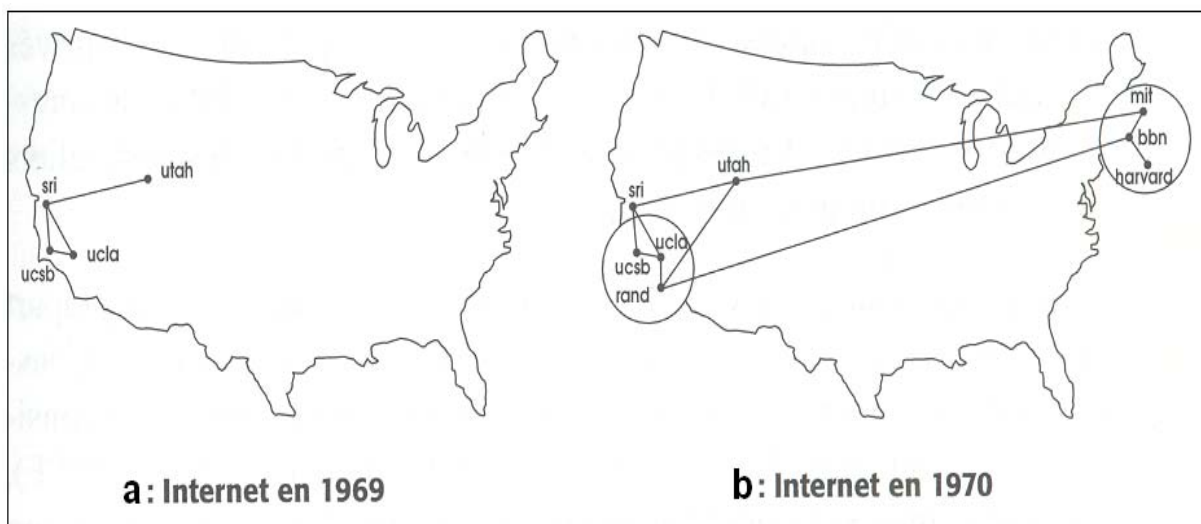 utah
sri
ucsb
ucla
a: Internet en 1969
mit
bbn
harvard
utah
sri
ucla
ucsb
rand
b: Internet en 1970